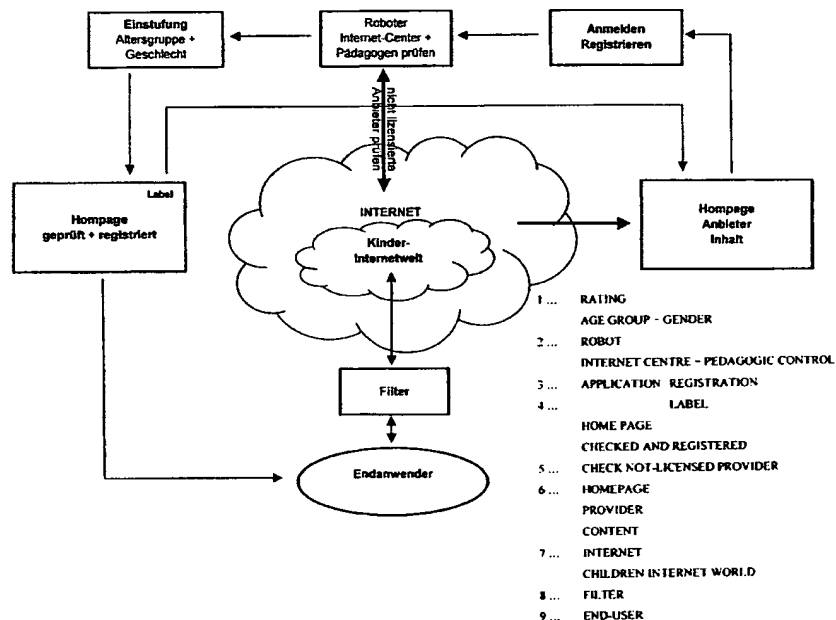 Einstufung
Altersgruppe +
Geschlecht
Roboter
Internet-Center +
Pädagogen prüfen
Anmelden
Registrieren
nicht lizensierte
Anbieter prüfen
Label
Hompage
geprüft + registriert
INTERNET
Kinder-
Internetwelt
Hompege
Anbieter
Inhalt
Filter
Endanwender
1 ... RATING
AGE GROUP - GENDER
2 ... ROBOT
INTERNET CENTRE - PEDAGOGIC CONTROL
3 ... APPLICATION REGISTRATION
4 ... LABEL
HOME PAGE
CHECKED AND REGISTERED
5 ... CHECK NOT-LICENSED PROVIDER
6 ... HOMEPAGE
PROVIDER
CONTENT
7 ... INTERNET
CHILDREN INTERNET WORLD
8 ... FILTER
9 ... END-USER